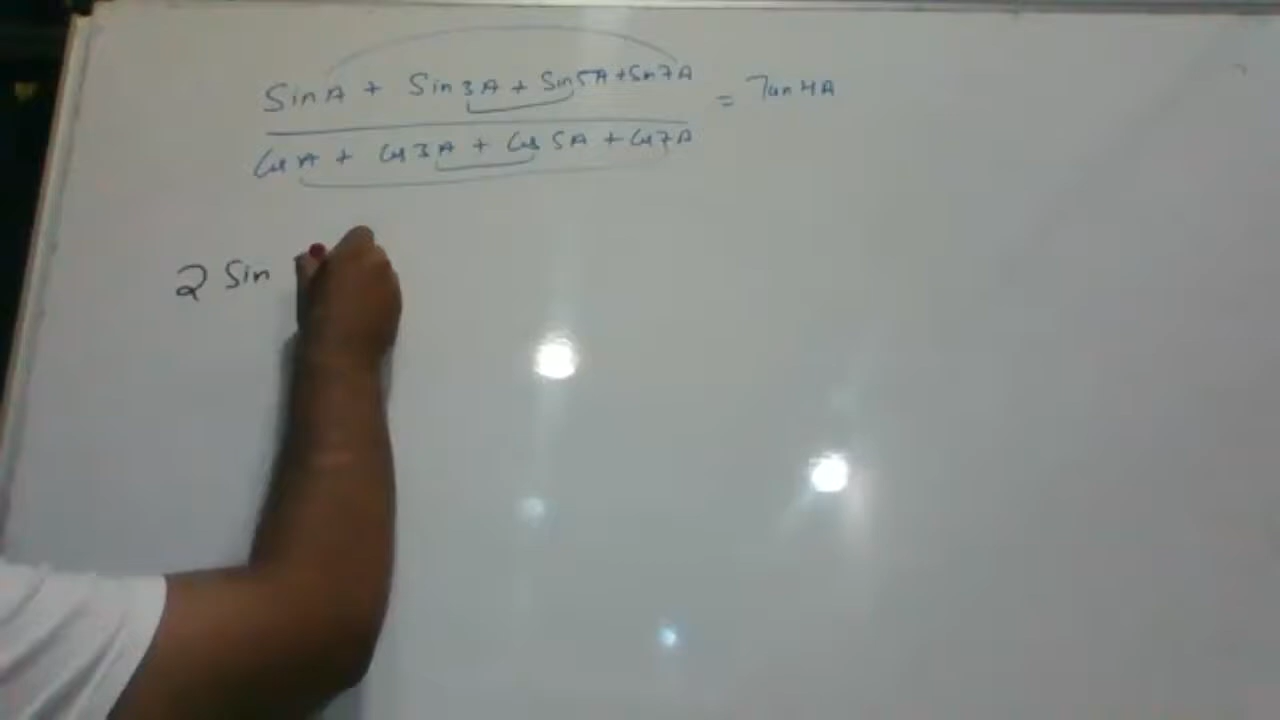 Sin A + Sin 3A + Sin 5A + Sin 7A
= Tan 4A
Cos A + Cos 3A + Cos 5A + Cos 7A
2 Sin